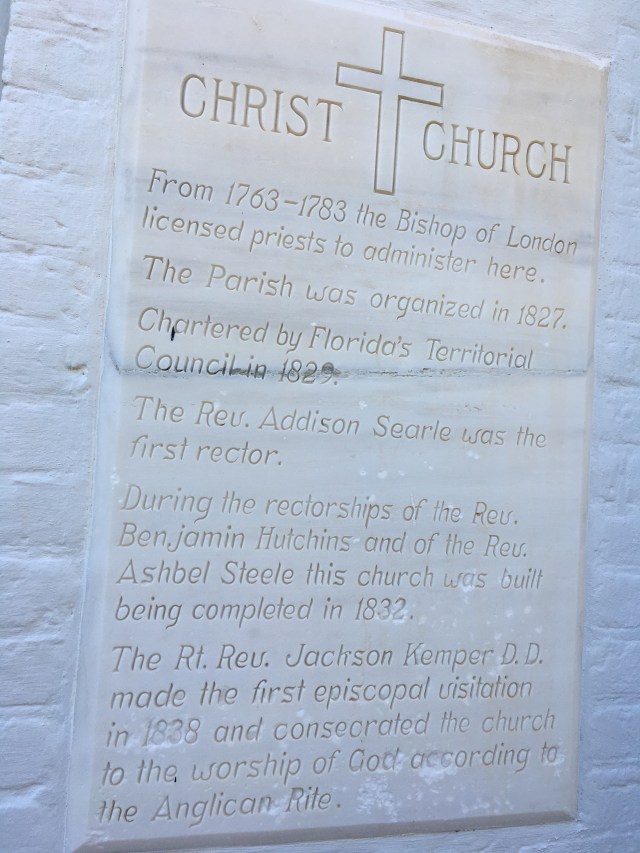 CHRIST CHURCH
From 1763-1783 the Bishop of London
licensed priests to administer here.
The Parish was organized in 1827.
Chartered by Florida's Territorial
Council in 1829.
The Rev. Addison Searle was the
first rector.
During the rectorships of the Rev.
Benjamin Hutchins and of the Rev.
Ashbel Steele this church was built
being completed in 1832.
The Rt. Rev. Jackson Kemper D.D.
made the first episcopal visitation
in 1838 and consecrated the church
to the worship of God according to
the Anglican Rite.